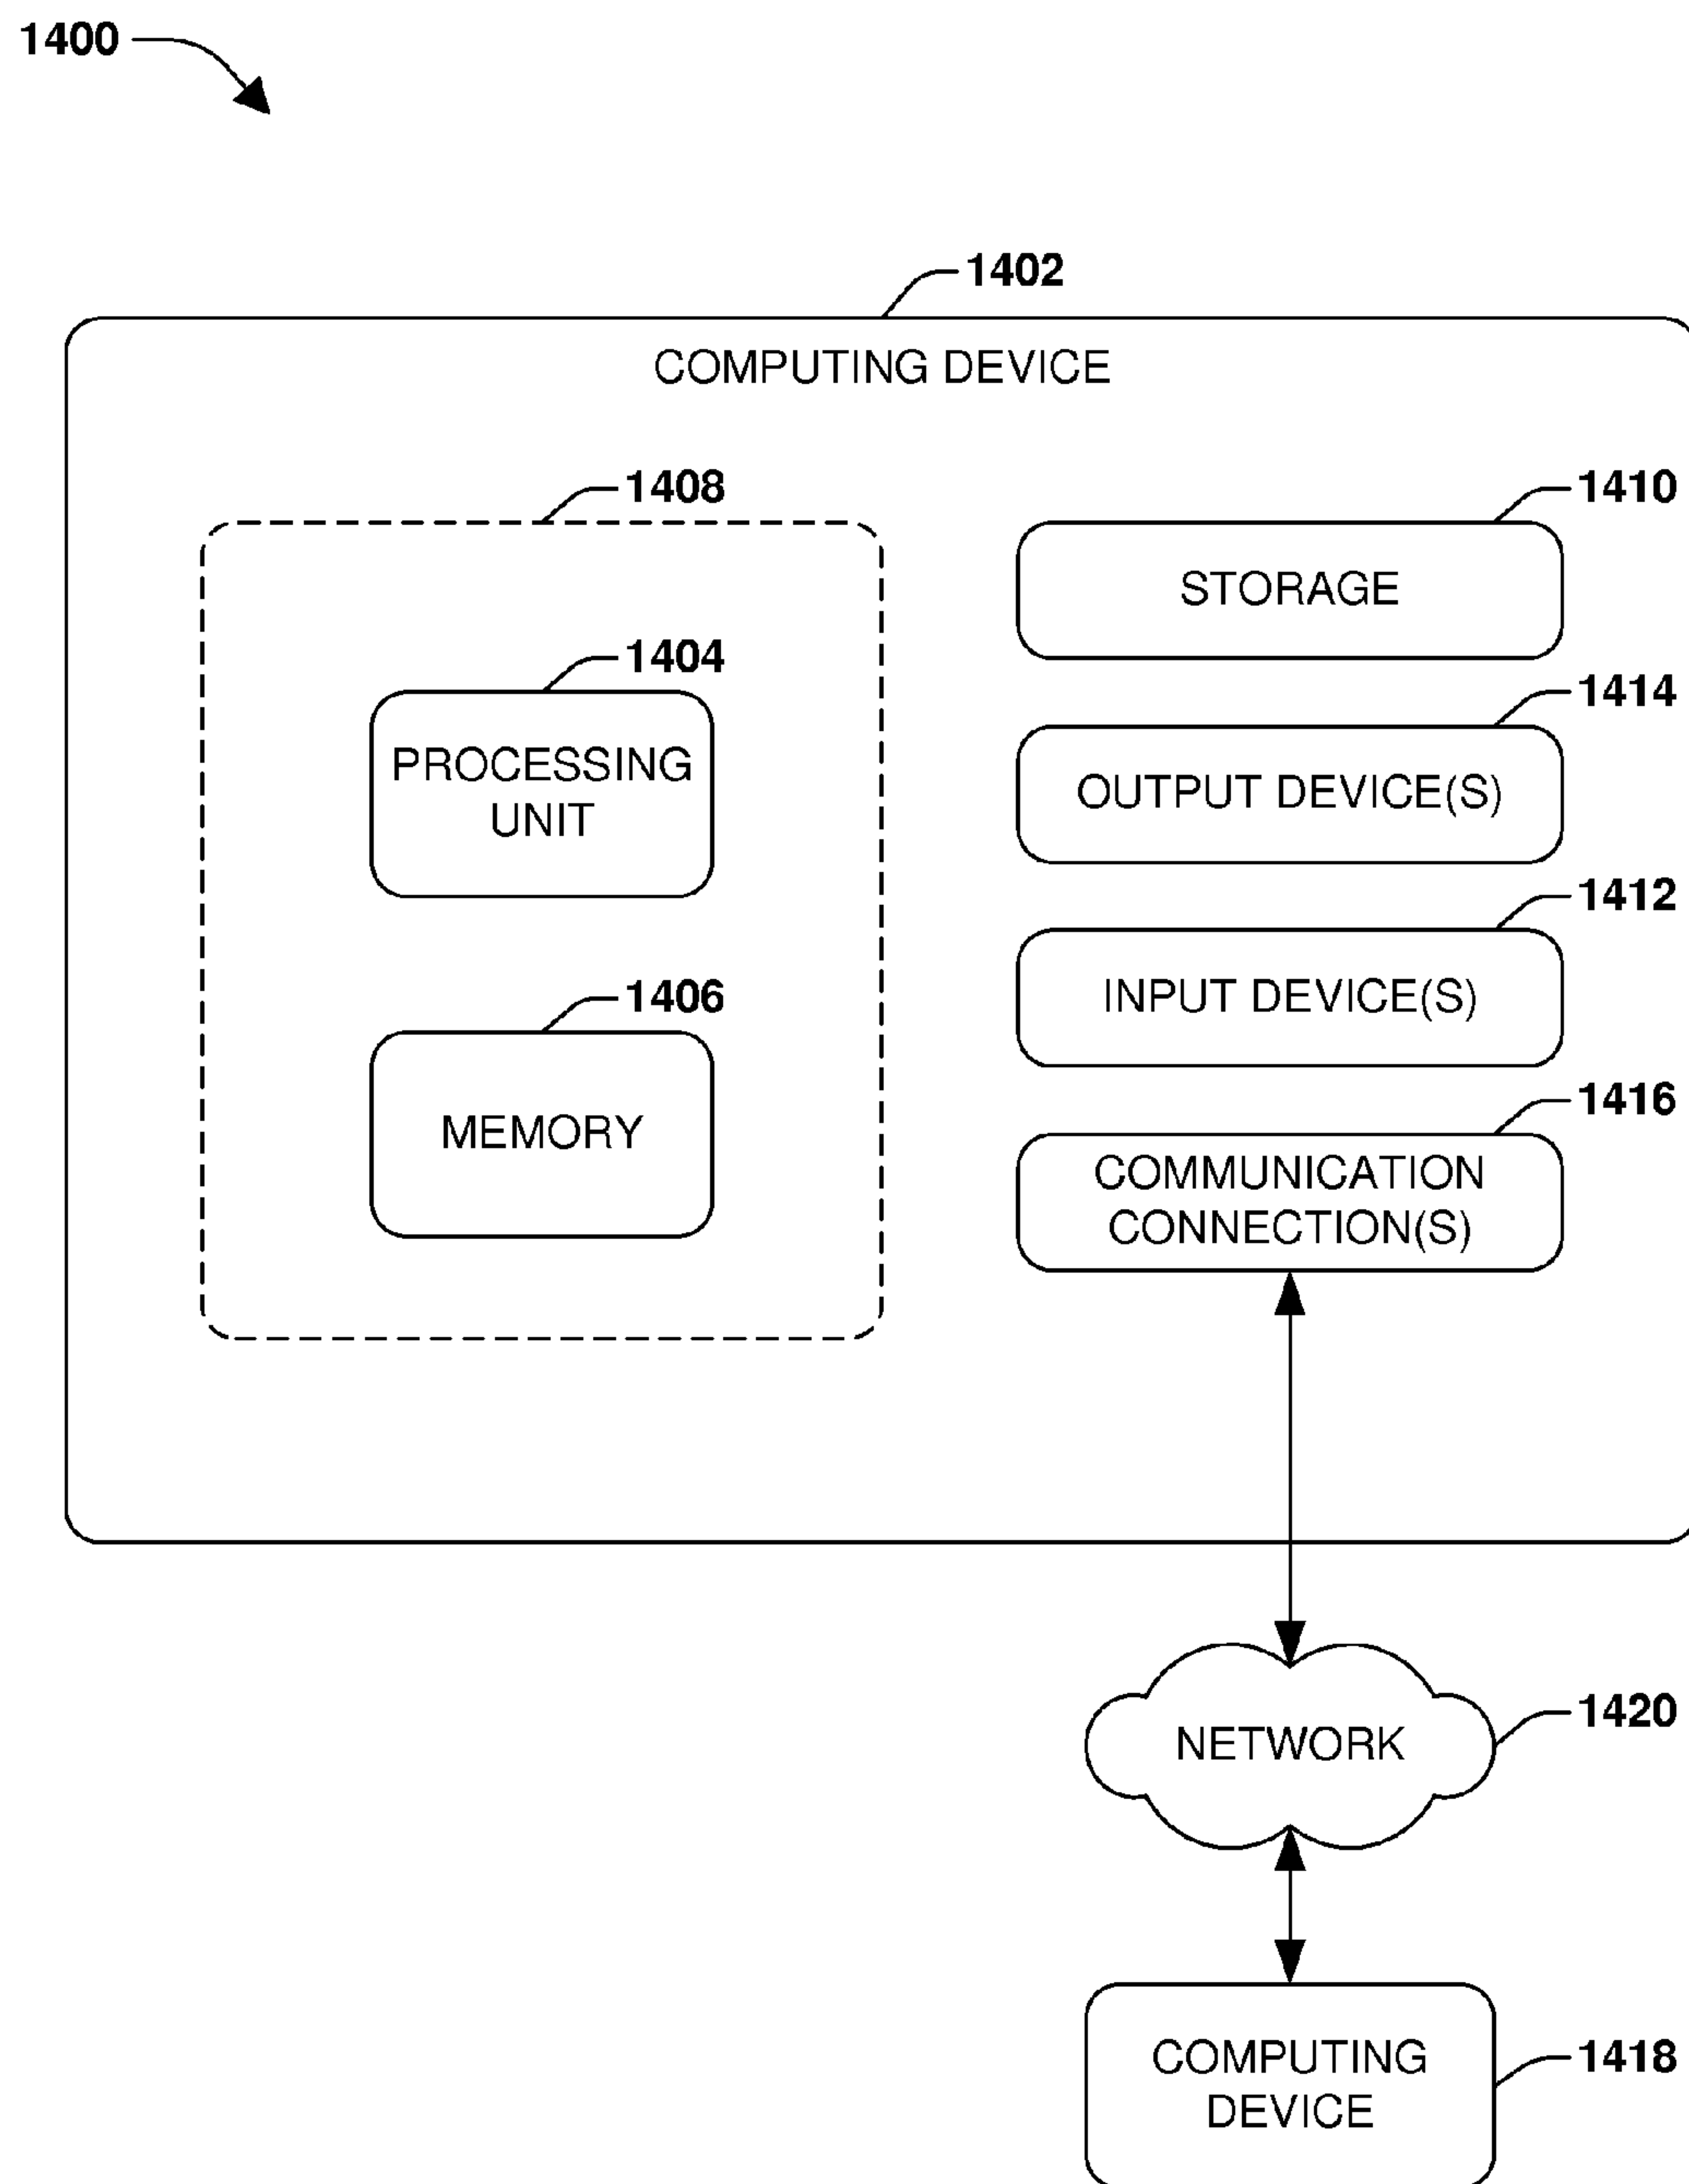 1400
1402
COMPUTING DEVICE
1408
1410
STORAGE
1404
1414
PROCESSING
UNIT
OUTPUT DEVICE(S)
1412
1406
INPUT DEVICE(S)
MEMORY
1416
COMMUNICATION
CONNECTION(S)
1420
NETWORK
1418
COMPUTING
DEVICE